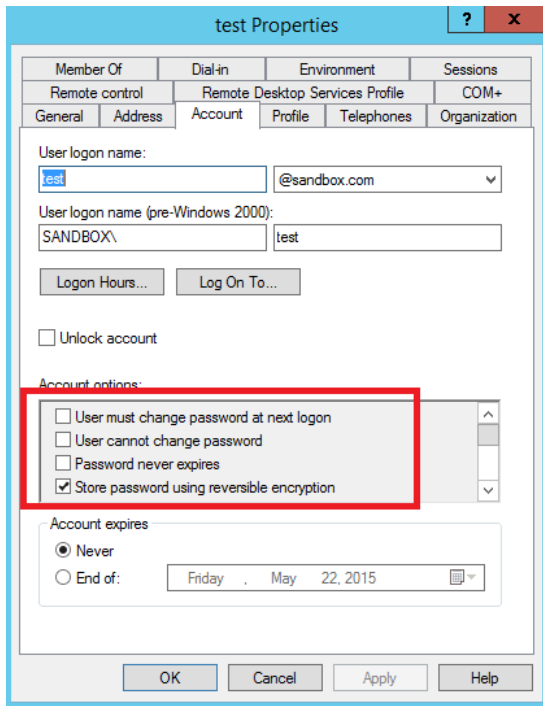 test Properties
? x
Member Of Dial-in Environment Sessions
Remote control Remote Desktop Services Profile COM+
General Address Account Profile Telephones Organization
User logon name:
test @sandbox.com
User logon name (pre-Windows 2000):
SANDBOX\ test
Logon Hours... Log On To...
Unlock account
Account options:
User must change password at next logon
User cannot change password
Password never expires
Store password using reversible encryption
Account expires
Never
End of: Friday , May 22, 2015
OK Cancel Apply Help